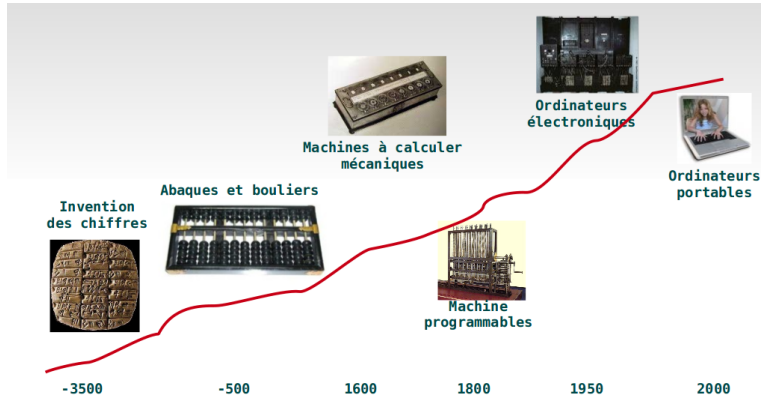 Invention
des chiffres
Abaques et bouliers
Machines à calculer
mécaniques
Machine
programmables
Ordinateurs
électroniques
Ordinateurs
portables
-3500
-500
1600
1800
1950
2000